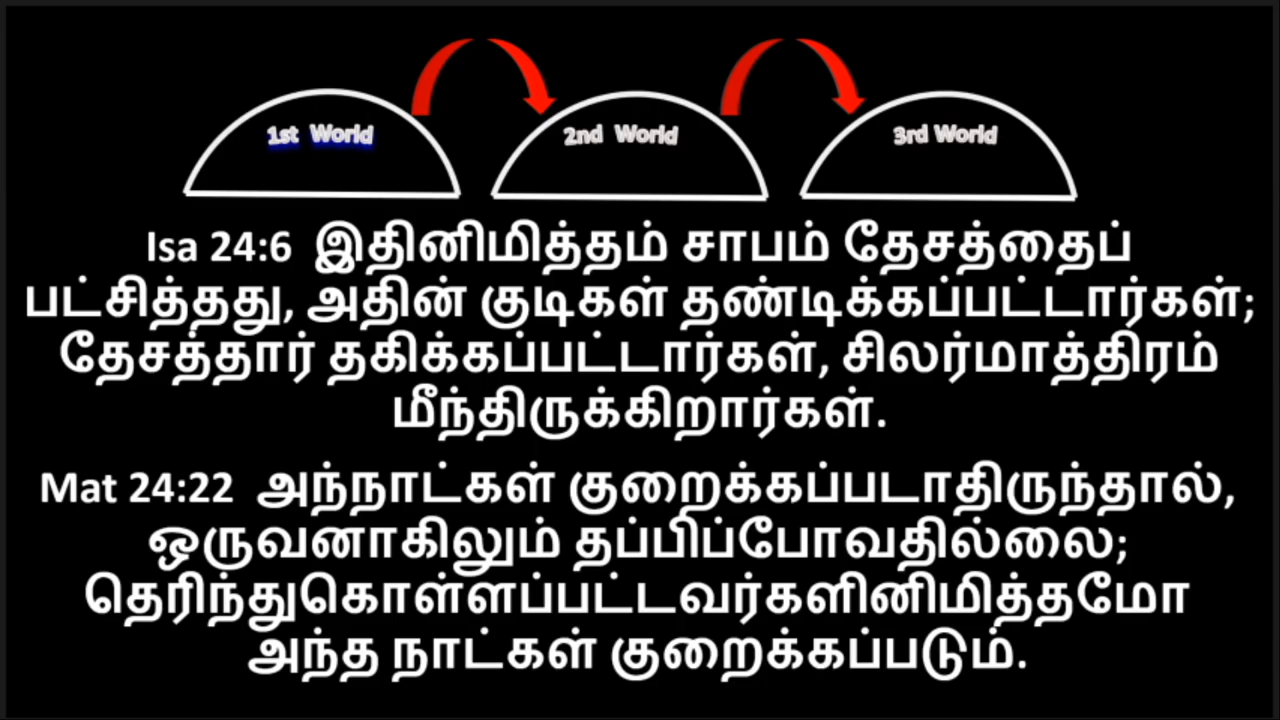 1st World
2nd World
3rd World
Isa 24:6 இதினிமித்தம் சாபம் தேசத்தைப்
பட்சித்தது, அதின் குடிகள் தண்டிக்கப்பட்டார்கள்;
தேசத்தார் தகிக்கப்பட்டார்கள், சிலர்மாத்திரம்
மீந்திருக்கிறார்கள்.
Mat 24:22 அந்நாட்கள் குறைக்கப்படாதிருந்தால்,
ஒருவனாகிலும் தப்பிப்போவதில்லை;
தெரிந்துகொள்ளப்பட்டவர்களினிமித்தமோ
அந்த நாட்கள் குறைக்கப்படும்.